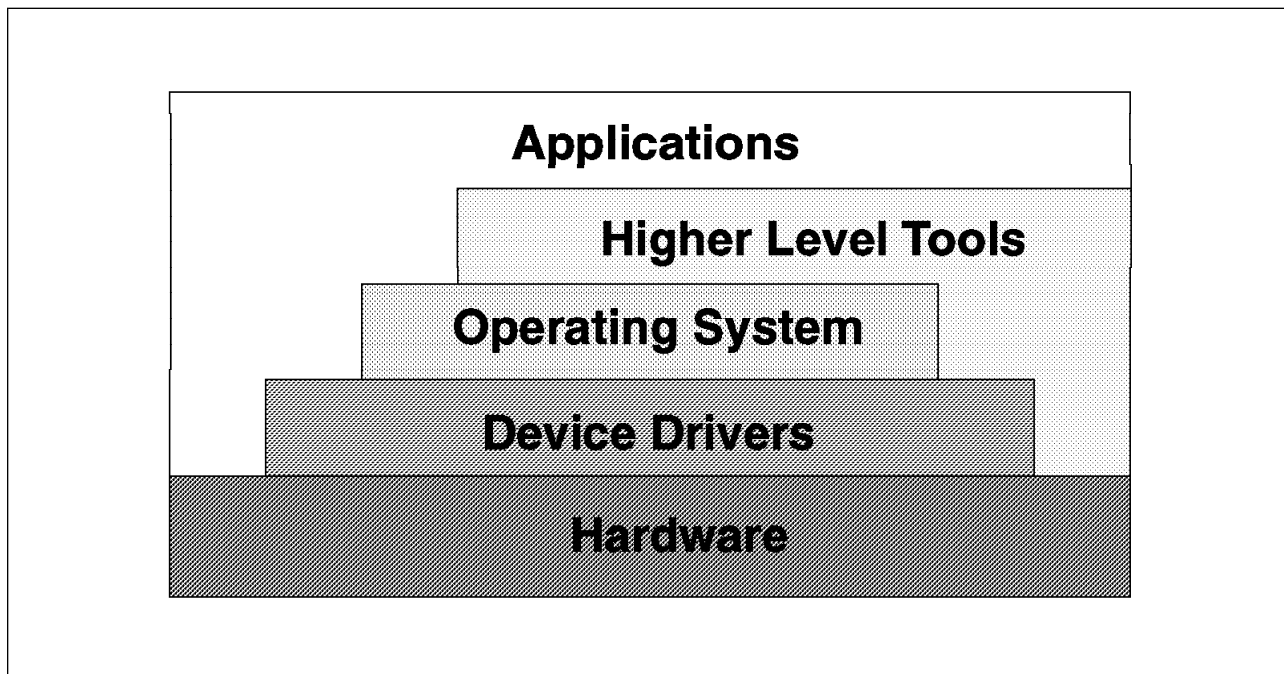 Applications
Higher Level Tools
Operating System
Device Drivers
Hardware